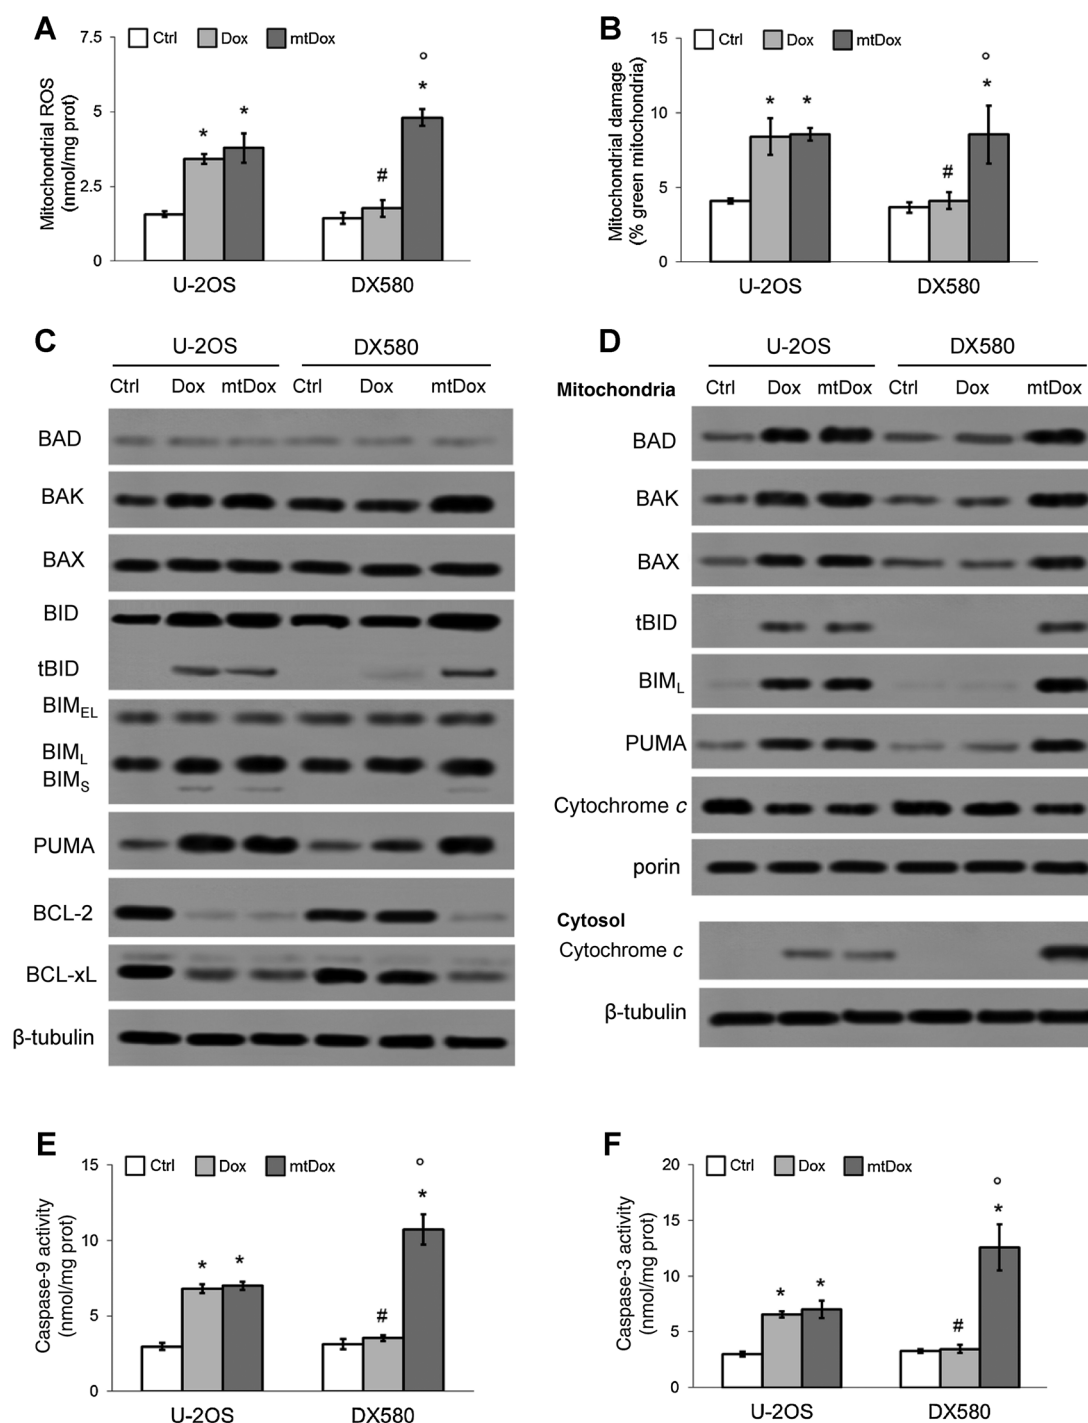 A
7.5
5
2.5
0
Mitochondrial ROS
(nmol/mg prot)
Ctrl Dox mtDox
* * # * °
U-2OS DX580
B
15
10
5
0
Mitochondrial damage
(% green mitochondria)
Ctrl Dox mtDox
* * # * °
U-2OS DX580
C
U-2OS DX580
Ctrl Dox mtDox Ctrl Dox mtDox
BAD
BAK
BAX
BID
tBID
BIM_EL
BIM_L
BIM_S
PUMA
BCL-2
BCL-xL
β-tubulin
D
U-2OS DX580
Mitochondria Ctrl Dox mtDox Ctrl Dox mtDox
BAD
BAK
BAX
tBID
BIM_L
PUMA
Cytochrome c
porin
Cytosol
Cytochrome c
β-tubulin
E
15
10
5
0
Caspase-9 activity
(nmol/mg prot)
Ctrl Dox mtDox
* * # * °
U-2OS DX580
F
20
15
10
5
0
Caspase-3 activity
(nmol/mg prot)
Ctrl Dox mtDox
* * # * °
U-2OS DX580